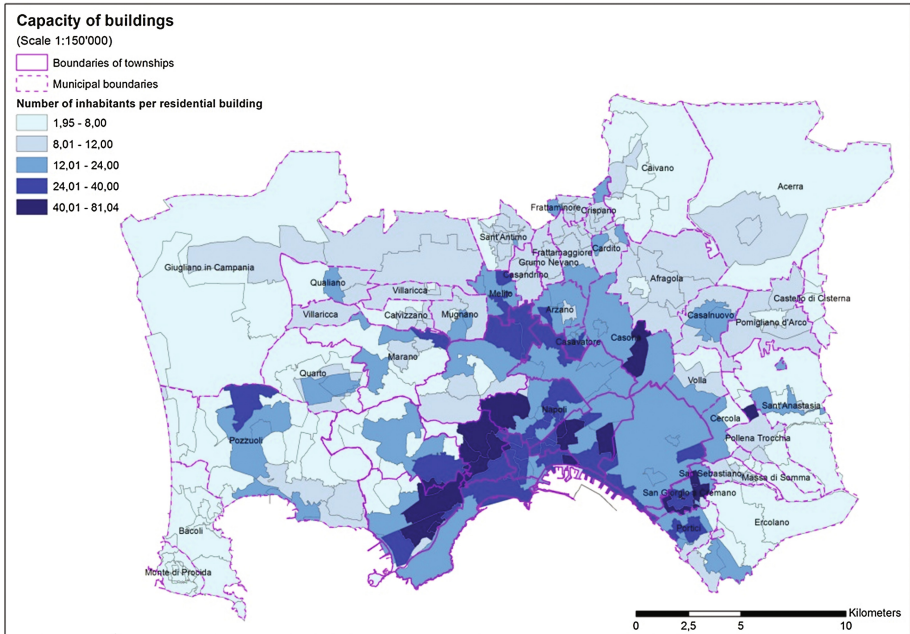 Capacity of buildings
(Scale 1:150'000)
Boundaries of townships
Municipal boundaries
Number of inhabitants per residential building
1,95 - 8,00
8,01 - 12,00
12,01 - 24,00
24,01 - 40,00
40,01 - 81,04
Caivano
Acerra
Frattaminore
Crispano
Sant'Antimo
Cardito
Frattamaggiore
Grumo Nevano
Giugliano in Campania
Casandrino
Afragola
Qualiano
Villaricca
Melito
Castello di Cisterna
Villaricca
Calvizzano
Mugnano
Arzano
Casalnuovo
Pomigliano d'Arco
Casavatore
Casoria
Marano
Quarto
Volla
Napoli
Sant'Anastasia
Cercola
Pozzuoli
Pollena Trocchia
San Sebastiano
Massa di Somma
San Giorgio a Cremano
Ercolano
Portici
Bacoli
Monte di Procida
Kilometers
0 2,5 5 10